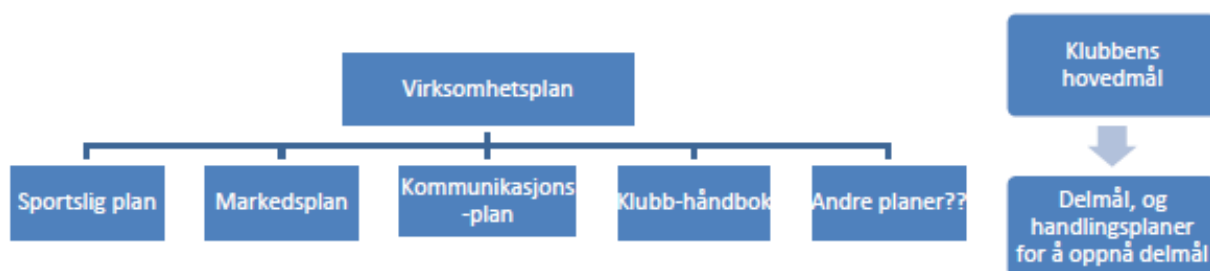 Virksomhetsplan
Sportslig plan
Markedsplan
Kommunikasjons
-plan
Klubb-håndbok
Andre planer??
Klubbens
hovedmål
Delmål, og
handlingsplaner
for å oppnå delmål